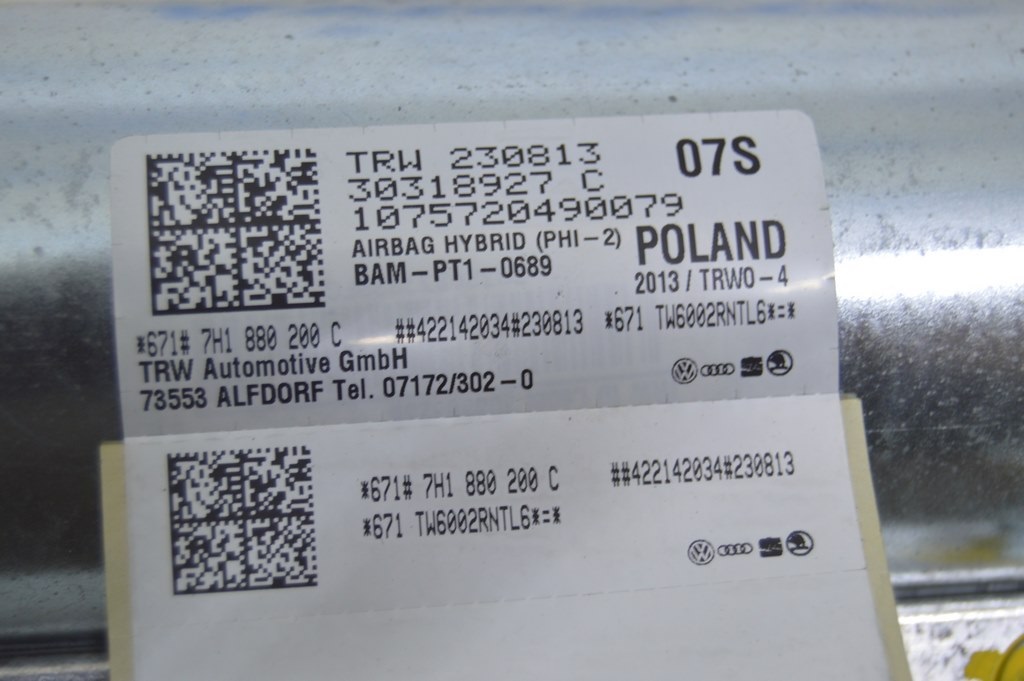 TRW 230813
07S
30318927 C
1075720490079
AIRBAG HYBRID (PHI-2)
POLAND
BAM-PT1-0689
2013 / TRWO-4
*671# 7H1 880 200 C ##422142034#230813 *671 TW6002RNTL6*=*
TRW Automotive GmbH
73553 ALFDORF Tel. 07172/302-0
*671# 7H1 880 200 C ##422142034#230813
*671 TW6002RNTL6*=*